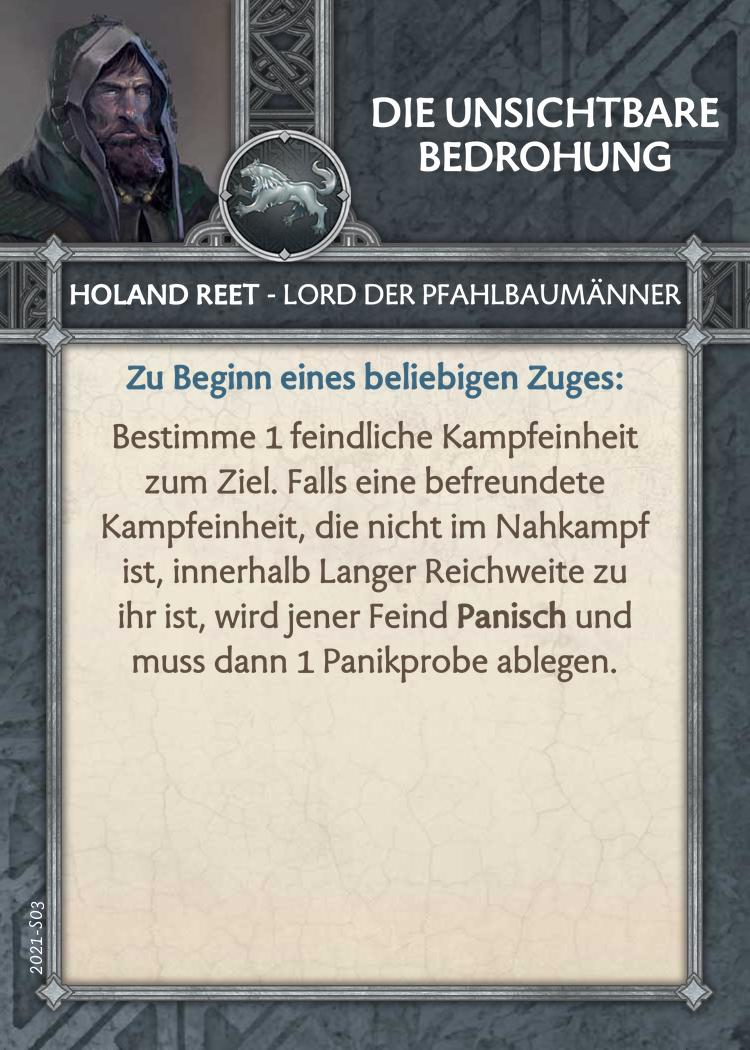 DIE UNSICHTBARE
BEDROHUNG
HOLAND REET - LORD DER PFAHLBAUMÄNNER
Zu Beginn eines beliebigen Zuges:
Bestimme 1 feindliche Kampfeinheit
zum Ziel. Falls eine befreundete
Kampfeinheit, die nicht im Nahkampf
ist, innerhalb Langer Reichweite zu
ihr ist, wird jener Feind Panisch und
muss dann 1 Panikprobe ablegen.
2021-S03